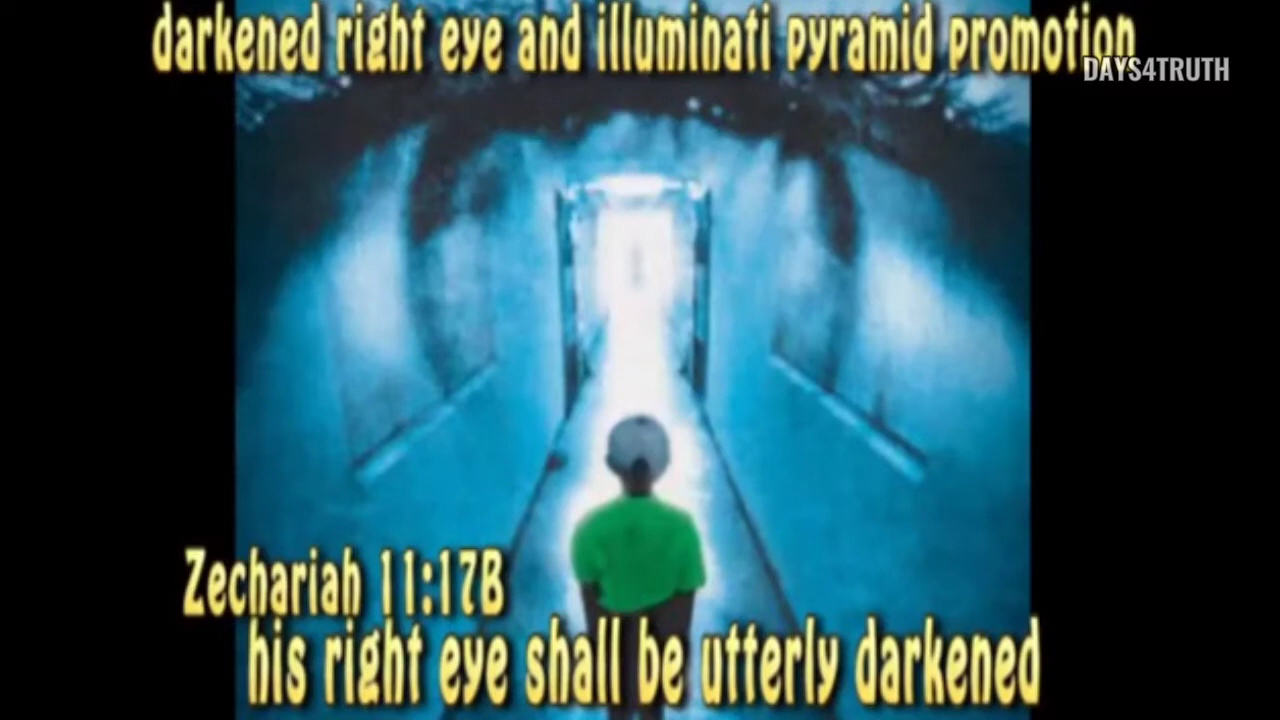 darkened right eye and illuminati pyramid promotion
DAYS4TRUTH
Zechariah 11:17B
his right eye shall be utterly darkened